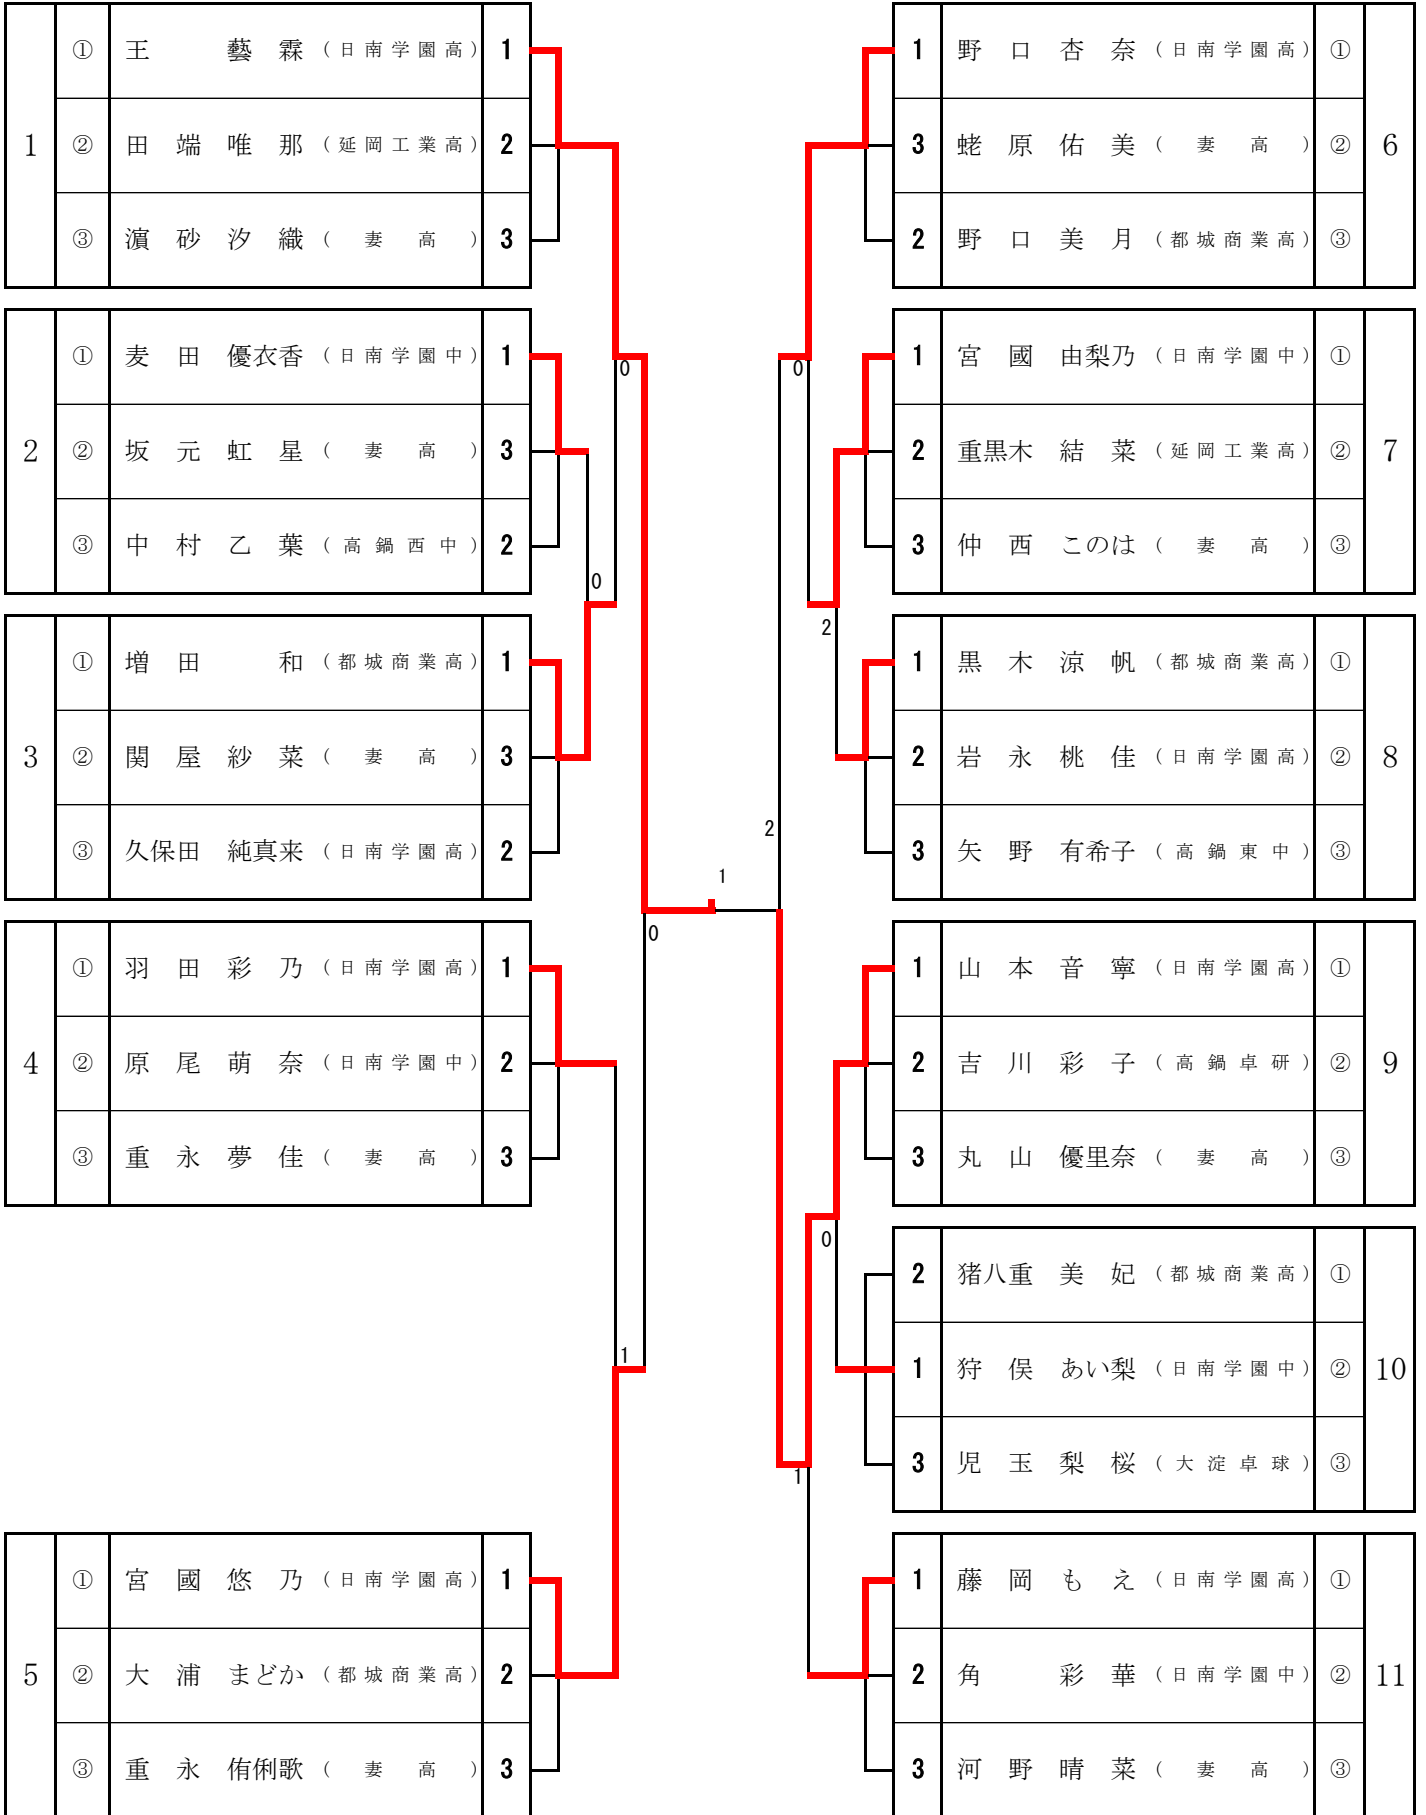 1
① 王 藝 霖 (日南学園高) 1
② 田 端 唯 那 (延岡工業高) 2
③ 濵 砂 汐 織 (妻高) 3
2
① 麦 田 優衣香 (日南学園中) 1
② 坂 元 虹 星 (妻高) 3
③ 中 村 乙 葉 (高鍋西中) 2
3
① 増 田 和 (都城商業高) 1
② 関 屋 紗 菜 (妻高) 3
③ 久保田 純真来 (日南学園高) 2
4
① 羽 田 彩 乃 (日南学園高) 1
② 原 尾 萌 奈 (日南学園中) 2
③ 重 永 夢 佳 (妻高) 3
5
① 宮 國 悠 乃 (日南学園高) 1
② 大 浦 まどか (都城商業高) 2
③ 重 永 侑俐歌 (妻高) 3
0
0
0
1
1
2
0
2
0
1
6
1 野 口 杏 奈 (日南学園高) ①
3 蛯 原 佑 美 (妻高) ②
2 野 口 美 月 (都城商業高) ③
7
1 宮 國 由梨乃 (日南学園中) ①
2 重黒木 結 菜 (延岡工業高) ②
3 仲 西 このは (妻高) ③
8
1 黒 木 涼 帆 (都城商業高) ①
2 岩 永 桃 佳 (日南学園高) ②
3 矢 野 有希子 (高鍋東中) ③
9
1 山 本 音 寧 (日南学園高) ①
2 吉 川 彩 子 (高鍋卓研) ②
3 丸 山 優里奈 (妻高) ③
10
2 猪八重 美 妃 (都城商業高) ①
1 狩 俣 あい梨 (日南学園中) ②
3 児 玉 梨 桜 (大淀卓球) ③
11
1 藤 岡 も え (日南学園高) ①
2 角 彩 華 (日南学園中) ②
3 河 野 晴 菜 (妻高) ③